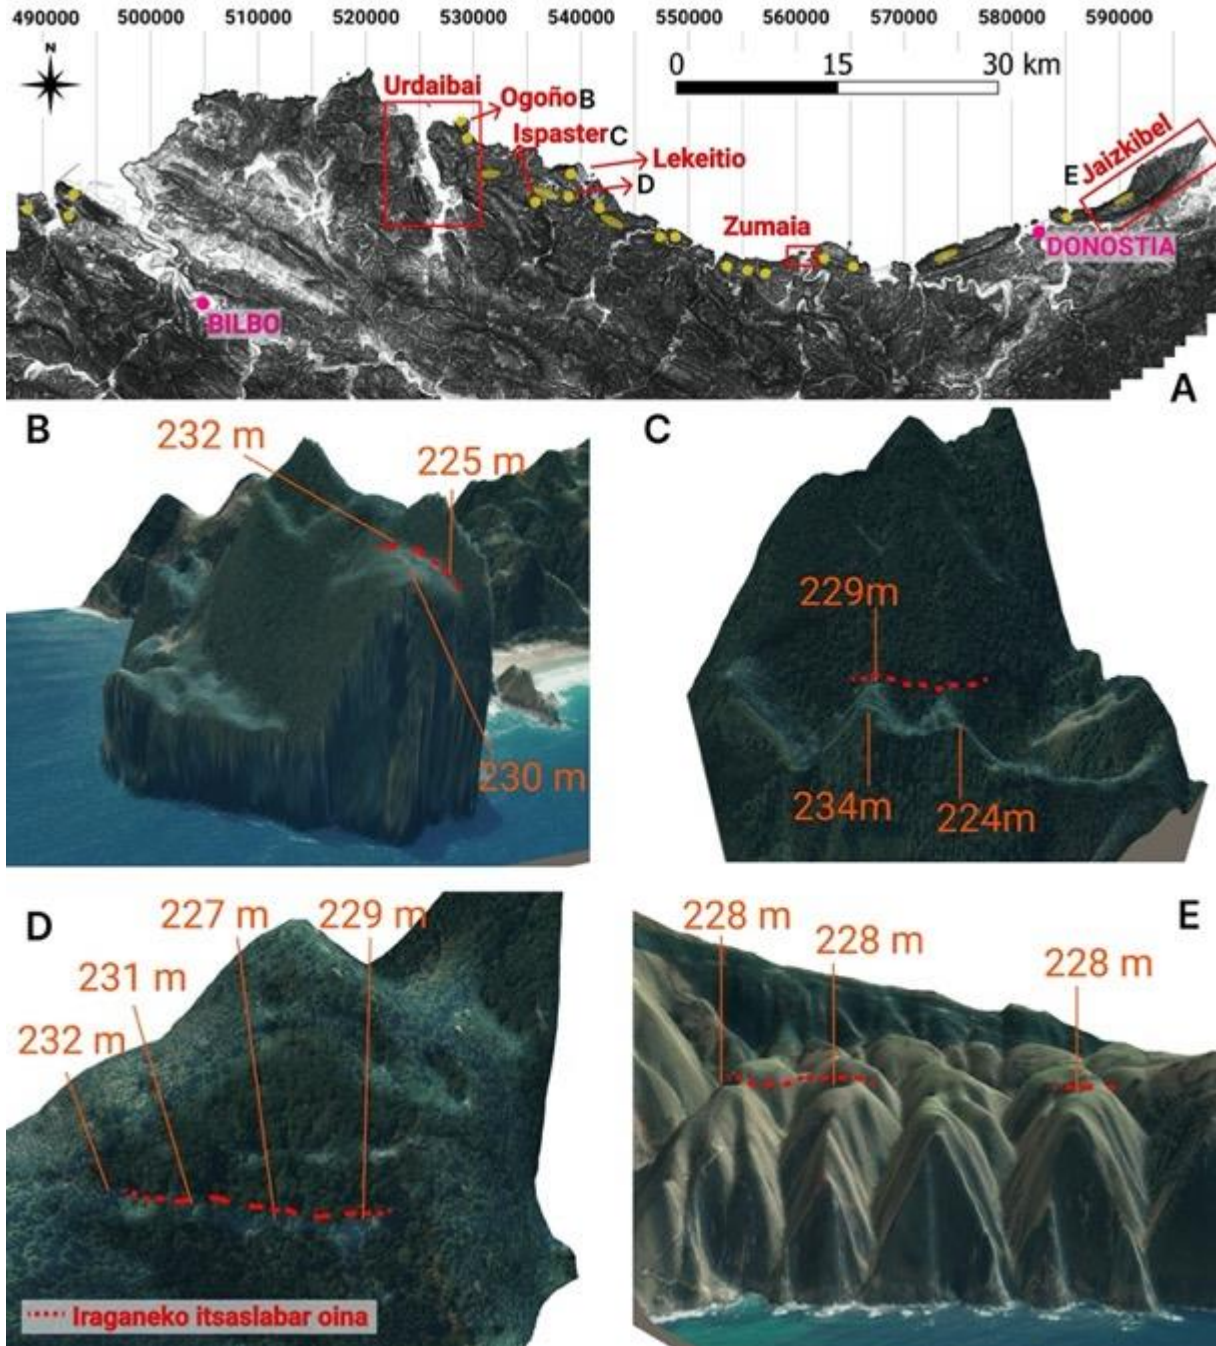 490000 500000 510000 520000 530000 540000 550000 560000 570000 580000 590000
N
0 15 30 km
Urdaibai
Ogoño B
Ispaster C
Lekeitio
D
E
Jaizkibel
Zumaia
DONOSTIA
BILBO
A
B
232 m
225 m
230 m
C
229m
234m
224m
D
227 m
229 m
231 m
232 m
Iraganeko itsaslabar oina
E
228 m
228 m
228 m